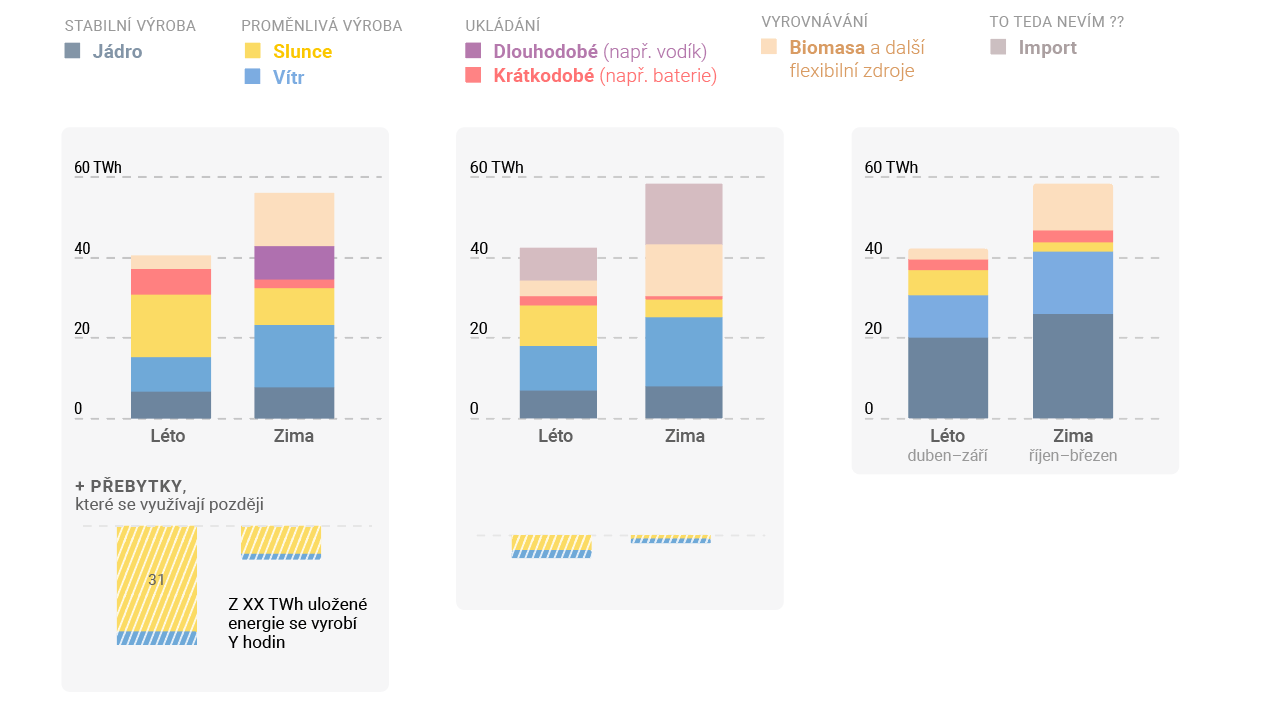 STABILNÍ VÝROBA
Jádro
PROMĚNLIVÁ VÝROBA
Slunce
Vítr
UKLÁDÁNÍ
Dlouhodobé (např. vodík)
Krátkodobé (např. baterie)
VYROVNÁVÁNÍ
Biomasa a další
flexibilní zdroje
TO TEDA NEVÍM ??
Import
60 TWh
40
20
0
Léto
Zima
+ PŘEBYTKY,
které se využívají později
31
Z XX TWh uložené
energie se vyrobí
Y hodin
60 TWh
40
20
0
Léto
Zima
60 TWh
40
20
0
Léto
duben–září
Zima
říjen–březen